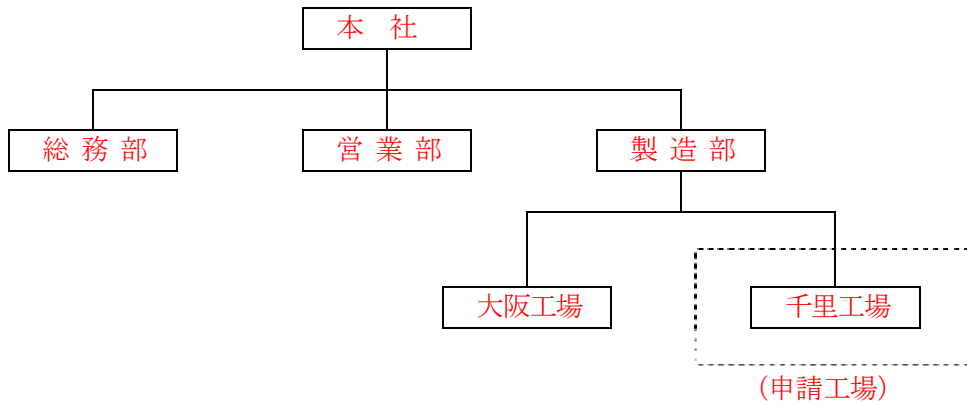 本 社
総 務 部
営 業 部
製 造 部
大阪工場
千里工場
（申請工場）